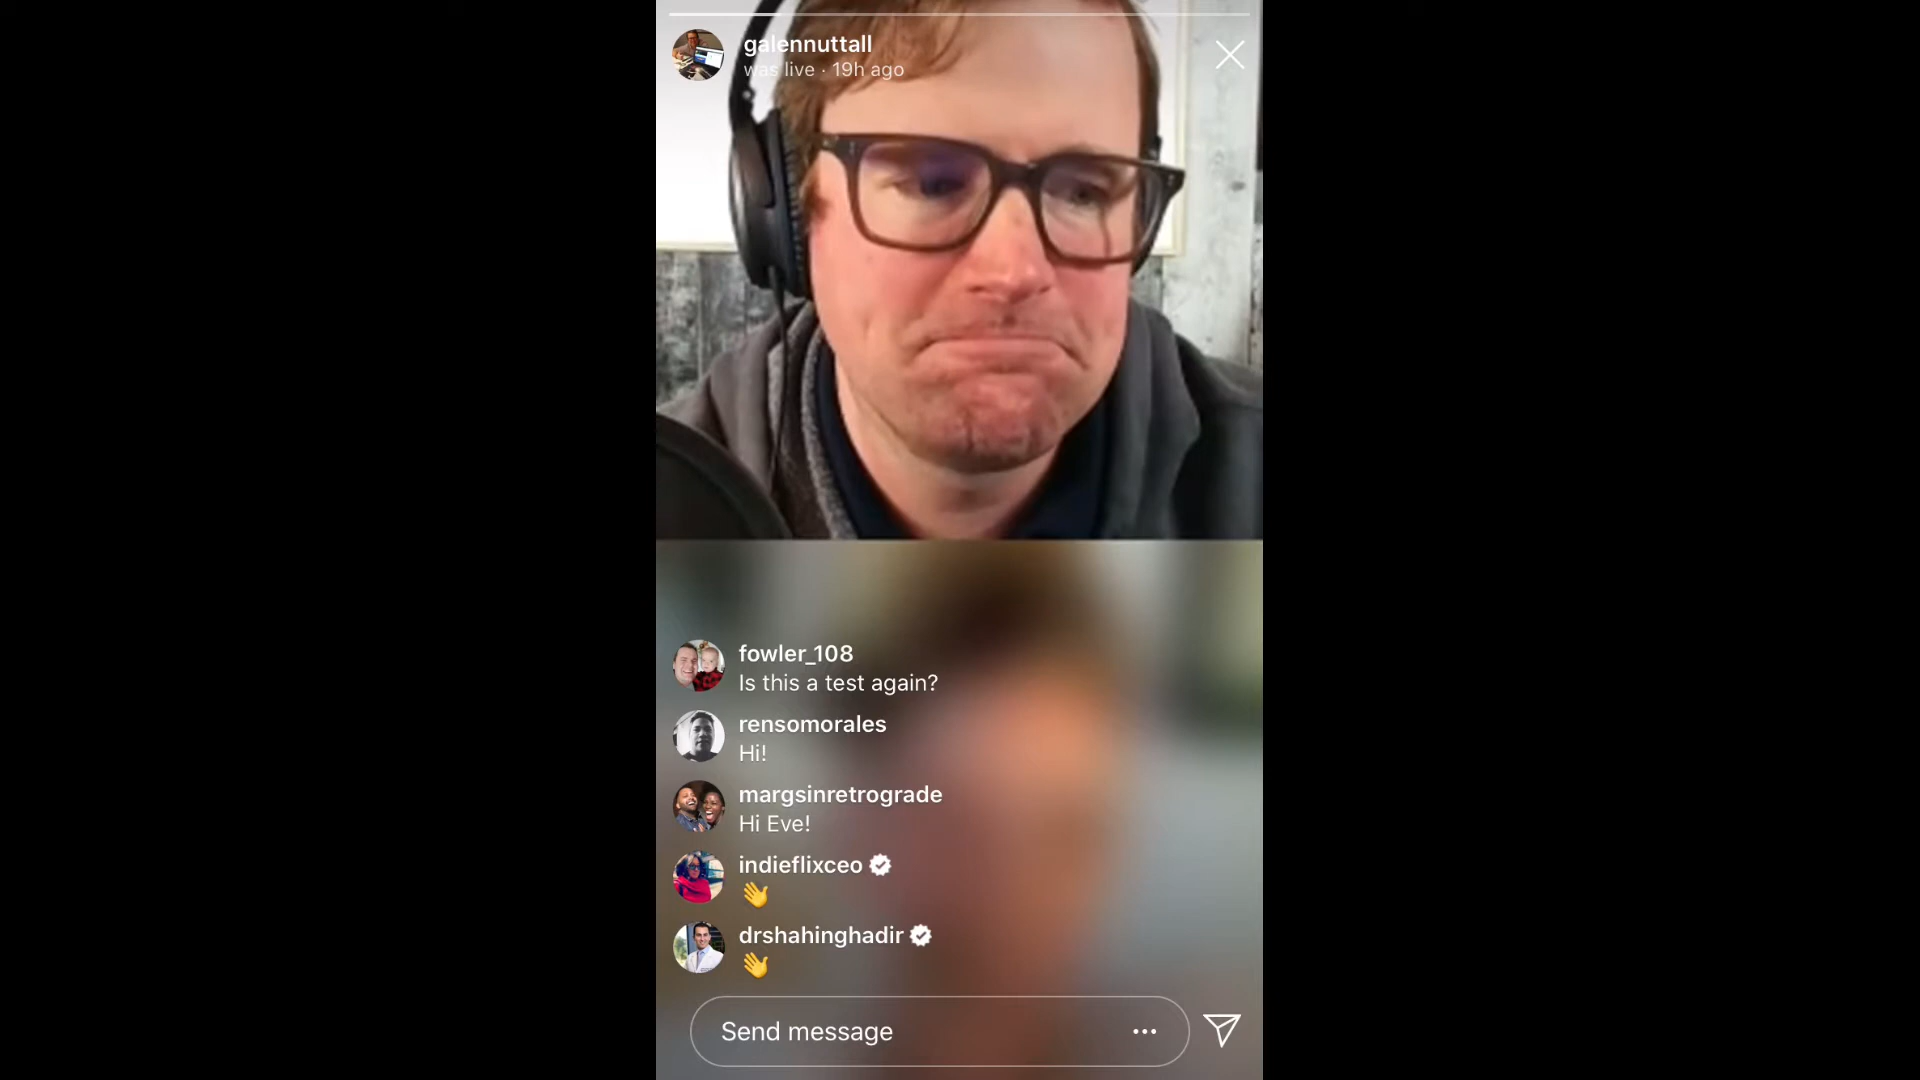 galennuttall
was live · 19h ago
fowler_108
Is this a test again?
rensomorales
Hi!
margsinretrograde
Hi Eve!
indieflixceo
👋
drshahinghadir
👋
Send message